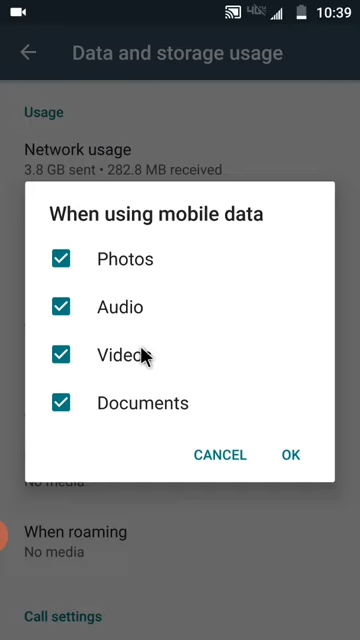 10:39
Data and storage usage
Usage
Network usage
3.8 GB sent • 282.8 MB received
When using mobile data
Photos
Audio
Video
Documents
CANCEL OK
No media
When roaming
No media
Call settings